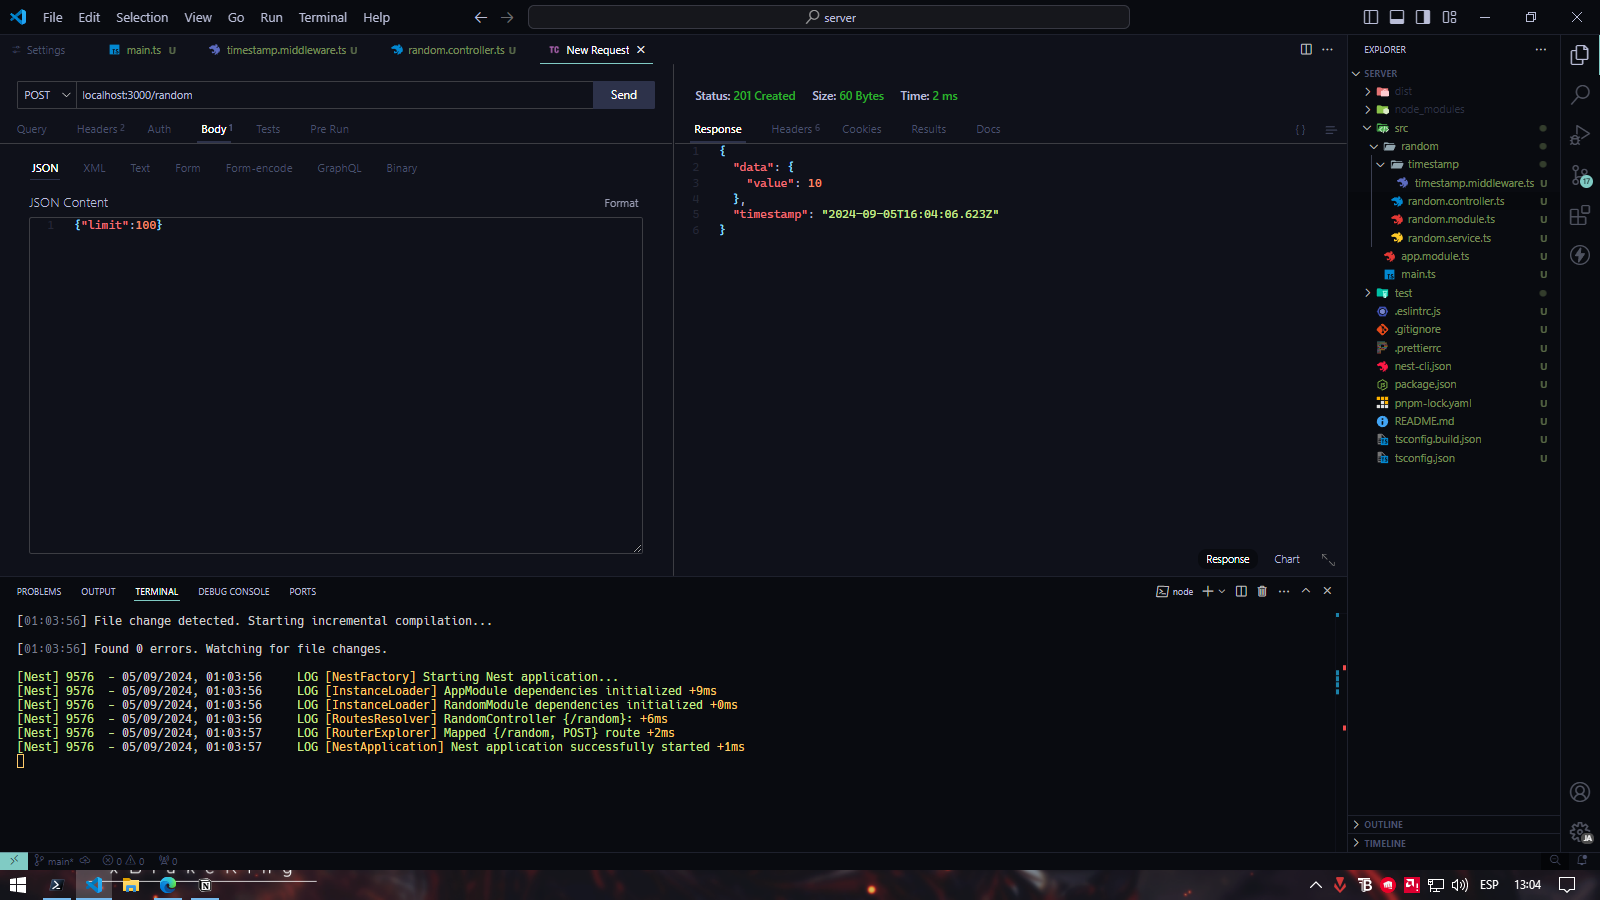 File Edit Selection View Go Run Terminal Help
server
Settings
main.ts U
timestamp.middleware.ts U
random.controller.ts U
TC New Request
POST
localhost:3000/random
Send
Query Headers 2 Auth Body 1 Tests Pre Run
JSON XML Text Form Form-encode GraphQL Binary
JSON Content
Format
1 {"limit":100}
Status: 201 Created Size: 60 Bytes Time: 2 ms
Response Headers 6 Cookies Results Docs
{ }
1 {
2 "data": {
3 "value": 10
4 },
5 "timestamp": "2024-09-05T16:04:06.623Z"
6 }
Response Chart
PROBLEMS OUTPUT TERMINAL DEBUG CONSOLE PORTS
node
[01:03:56] File change detected. Starting incremental compilation...
[01:03:56] Found 0 errors. Watching for file changes.
[Nest] 9576 - 05/09/2024, 01:03:56 LOG [NestFactory] Starting Nest application...
[Nest] 9576 - 05/09/2024, 01:03:56 LOG [InstanceLoader] AppModule dependencies initialized +9ms
[Nest] 9576 - 05/09/2024, 01:03:56 LOG [InstanceLoader] RandomModule dependencies initialized +0ms
[Nest] 9576 - 05/09/2024, 01:03:56 LOG [RoutesResolver] RandomController {/random}: +6ms
[Nest] 9576 - 05/09/2024, 01:03:57 LOG [RouterExplorer] Mapped {/random, POST} route +2ms
[Nest] 9576 - 05/09/2024, 01:03:57 LOG [NestApplication] Nest application successfully started +1ms
EXPLORER
SERVER
dist
node_modules
src
random
timestamp
timestamp.middleware.ts U
random.controller.ts U
random.module.ts U
random.service.ts U
app.module.ts U
main.ts U
test
.eslintrc.js U
.gitignore U
.prettierrc U
nest-cli.json U
package.json U
pnpm-lock.yaml U
README.md U
tsconfig.build.json U
tsconfig.json U
OUTLINE
TIMELINE
17
JA
main* 0 0 0
ESP 13:04